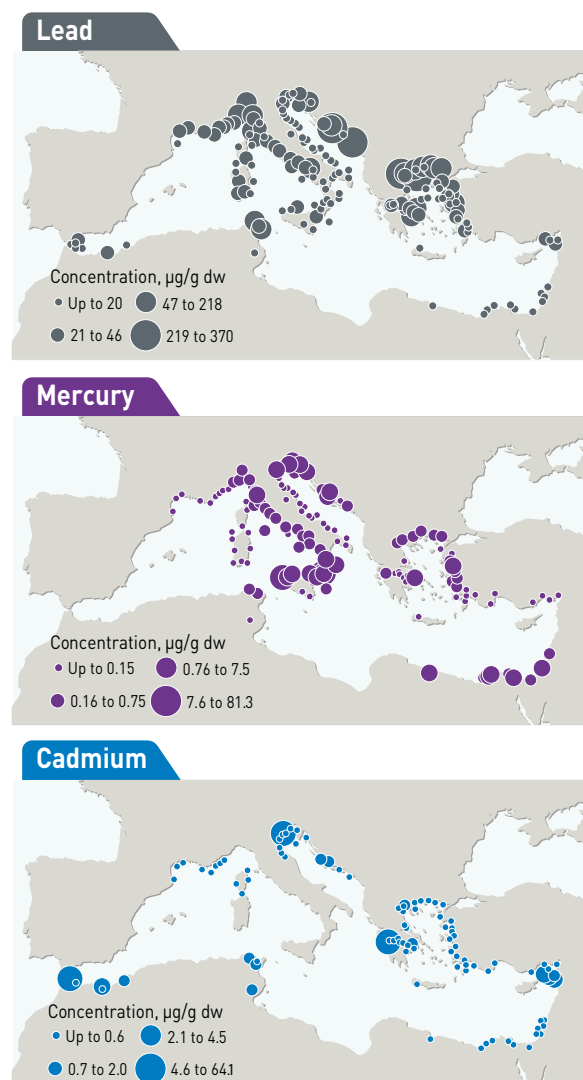 Lead
Concentration, µg/g dw
Up to 20 47 to 218
21 to 46 219 to 370
Mercury
Concentration, µg/g dw
Up to 0.15 0.76 to 7.5
0.16 to 0.75 7.6 to 81.3
Cadmium
Concentration, µg/g dw
Up to 0.6 2.1 to 4.5
0.7 to 2.0 4.6 to 64.1